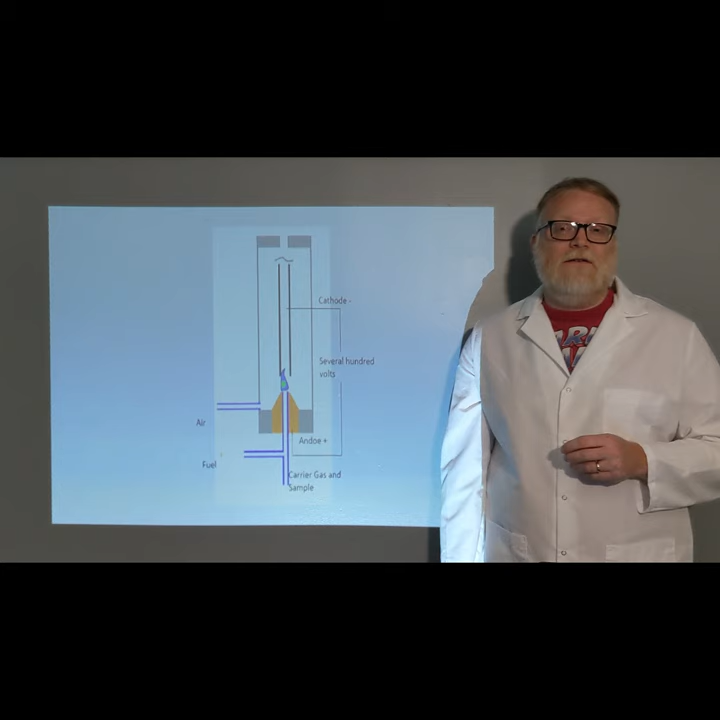 Cathode -
Several hundred
volts
Air
Andoe +
Fuel
Carrier Gas and
Sample